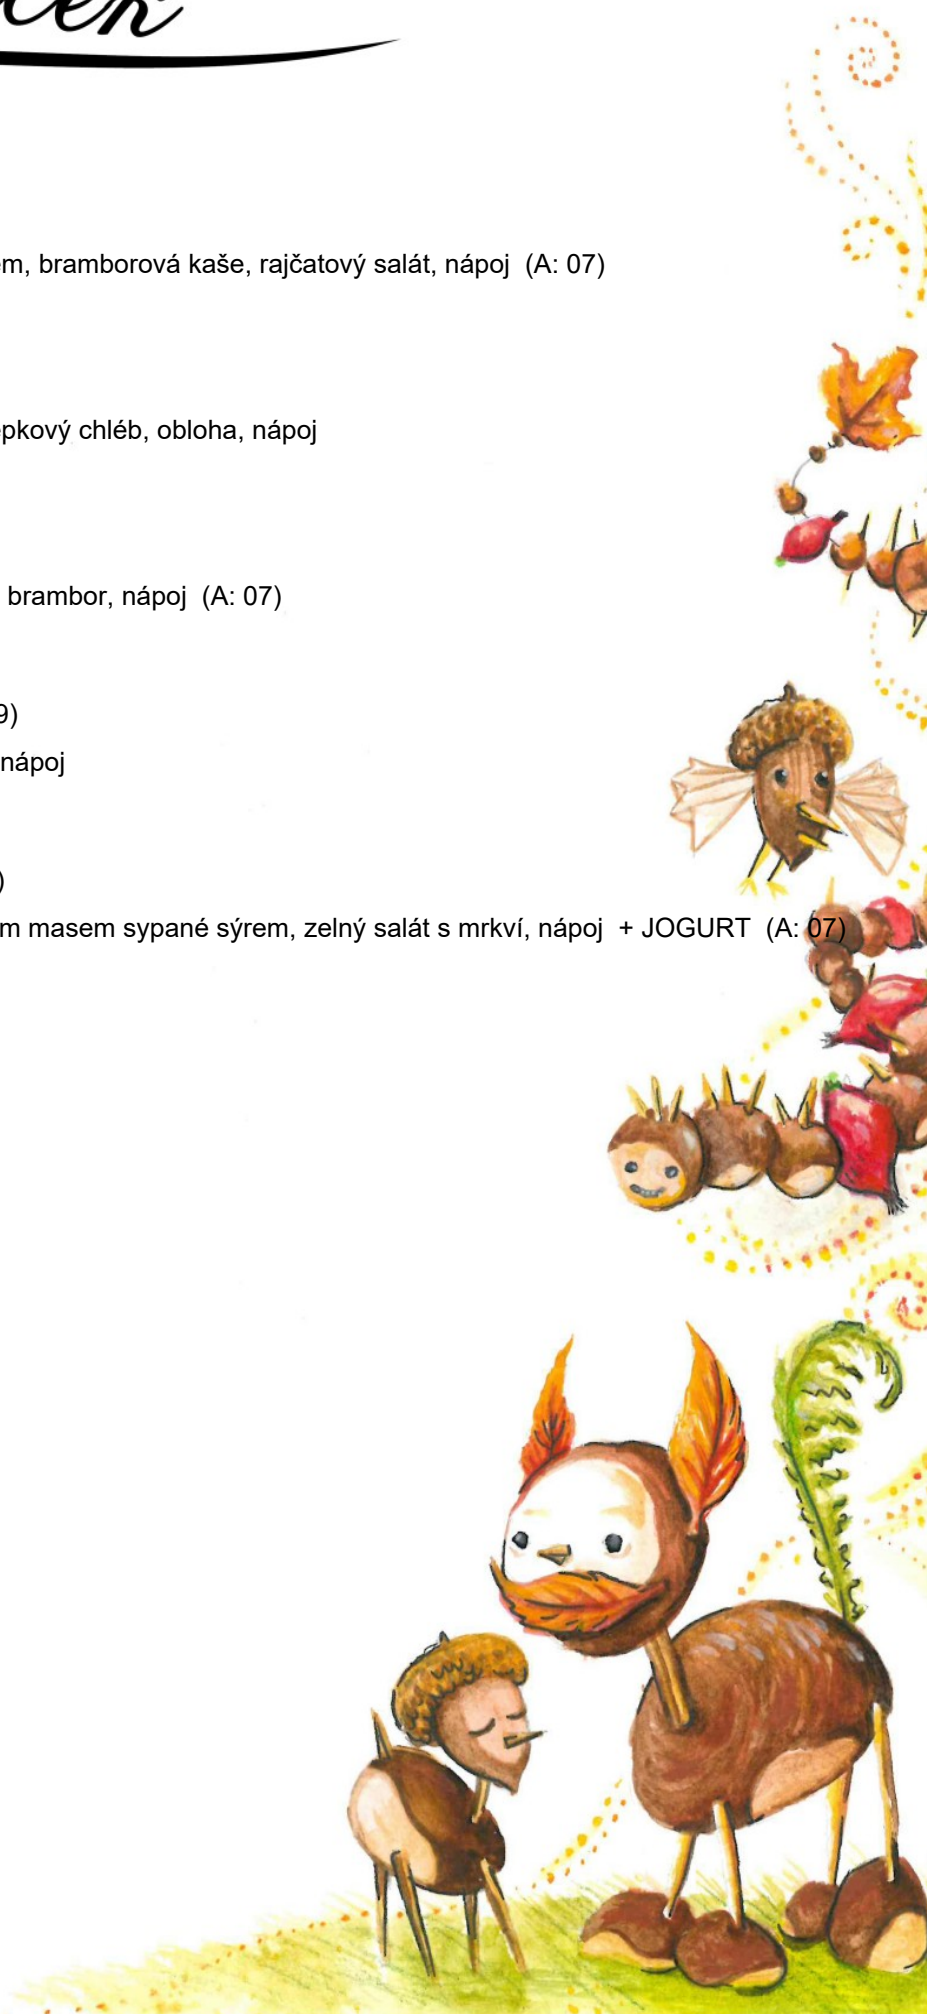 m, bramborová kaše, rajčatový salát, nápoj (A: 07)
pkový chléb, obloha, nápoj
brambor, nápoj (A: 07)
9)
nápoj
)
m masem sypané sýrem, zelný salát s mrkví, nápoj + JOGURT (A: 07)